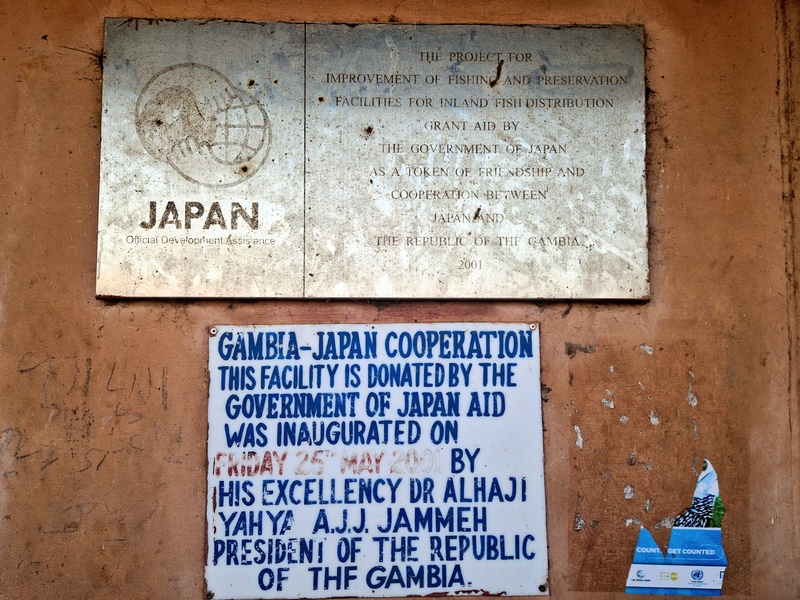 JAPAN
Official Development Assistance
THE PROJECT FOR
IMPROVEMENT OF FISHING AND PRESERVATION
FACILITIES FOR INLAND FISH DISTRIBUTION
GRANT AID BY
THE GOVERNMENT OF JAPAN
AS A TOKEN OF FRIENDSHIP AND
COOPERATION BETWEEN
JAPAN AND
THE REPUBLIC OF THE GAMBIA
2001
GAMBIA-JAPAN COOPERATION
THIS FACILITY IS DONATED BY THE
GOVERNMENT OF JAPAN AID
WAS INAUGURATED ON
FRIDAY 25TH MAY 2001 BY
HIS EXCELLENCY DR ALHAJI
YAHYA A.J.J. JAMMEH
PRESIDENT OF THE REPUBLIC
OF THE GAMBIA.
COUNT. GET COUNTED